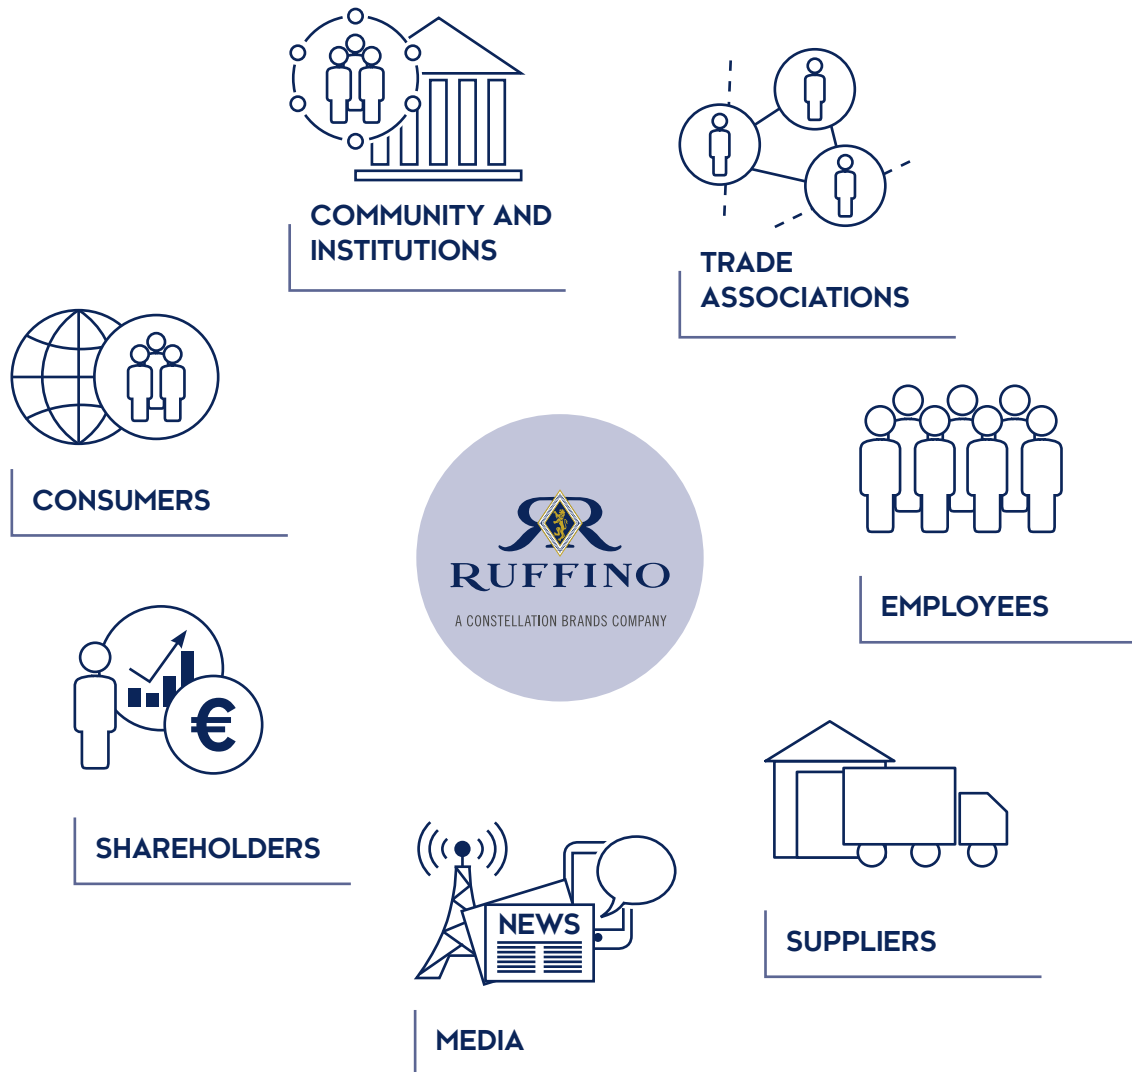 COMMUNITY AND
INSTITUTIONS
TRADE
ASSOCIATIONS
CONSUMERS
RUFFINO
A CONSTELLATION BRANDS COMPANY
EMPLOYEES
€
SHAREHOLDERS
NEWS
SUPPLIERS
MEDIA